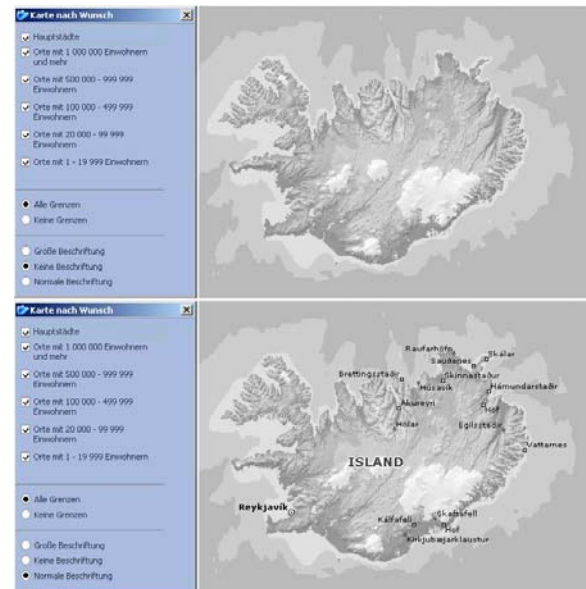 Karte nach Wunsch
Hauptstädte
Orte mit 1 000 000 Einwohnern
und mehr
Orte mit 500 000 - 999 999
Einwohnern
Orte mit 100 000 - 499 999
Einwohnern
Orte mit 20 000 - 99 999
Einwohnern
Orte mit 1 - 19 999 Einwohnern
Alle Grenzen
Keine Grenzen
Große Beschriftung
Keine Beschriftung
Normale Beschriftung
Karte nach Wunsch
Hauptstädte
Orte mit 1 000 000 Einwohnern
und mehr
Orte mit 500 000 - 999 999
Einwohnern
Orte mit 100 000 - 499 999
Einwohnern
Orte mit 20 000 - 99 999
Einwohnern
Orte mit 1 - 19 999 Einwohnern
Alle Grenzen
Keine Grenzen
Große Beschriftung
Keine Beschriftung
Normale Beschriftung
Raufarhöfn
Skálar
Sauðanes
Brettingsstaðir
Skinnastaður
Húsavík
Hámundarstaðir
Akureyri
Hof
Hólar
Egilsstaðir
Vattarnes
ISLAND
Reykjavík
Kálfafell
Skaftafell
Hof
Kirkjubæjarklaustur